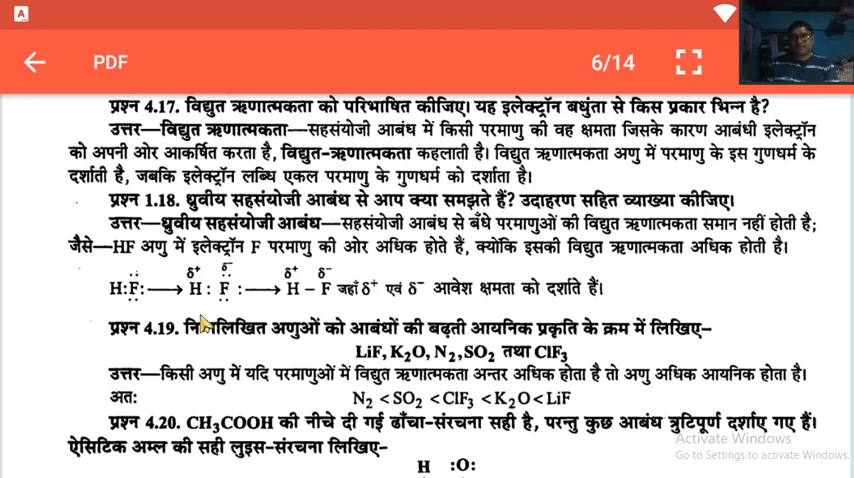 A
PDF
6/14
प्रश्न 4.17. विद्युत ऋणात्मकता को परिभाषित कीजिए। यह इलेक्ट्रॉन बधुंता से किस प्रकार भिन्न है?
उत्तर—विद्युत ऋणात्मकता—सहसंयोजी आबंध में किसी परमाणु की वह क्षमता जिसके कारण आबंधी इलेक्ट्रॉन
को अपनी ओर आकर्षित करता है, विद्युत-ऋणात्मकता कहलाती है। विद्युत ऋणात्मकता अणु में परमाणु के इस गुणधर्म के
दर्शाती है, जबकि इलेक्ट्रॉन लब्धि एकल परमाणु के गुणधर्म को दर्शाता है।
प्रश्न 1.18. ध्रुवीय सहसंयोजी आबंध से आप क्या समझते हैं? उदाहरण सहित व्याख्या कीजिए।
उत्तर—ध्रुवीय सहसंयोजी आबंध—सहसंयोजी आबंध से बँधे परमाणुओं की विद्युत ऋणात्मकता समान नहीं होती है;
जैसे—HF अणु में इलेक्ट्रॉन F परमाणु की ओर अधिक होते हैं, क्योंकि इसकी विद्युत ऋणात्मकता अधिक होती है।
δ⁺ δ⁻ δ⁺ δ⁻
H:F:⟶ H : F :⟶ H – F जहाँ δ⁺ एवं δ⁻ आवेश क्षमता को दर्शाते हैं।
प्रश्न 4.19. अणुओं को आबंधों की बढ़ती आयनिक प्रकृति के क्रम में लिखिए–
LiF, K₂O, N₂, SO₂ तथा ClF₃
उत्तर—किसी अणु में यदि परमाणुओं में विद्युत ऋणात्मकता अन्तर अधिक होता है तो अणु अधिक आयनिक होता है।
अतः N₂ < SO₂ < ClF₃ < K₂O < LiF
प्रश्न 4.20. CH₃COOH की नीचे दी गई ढाँचा-संरचना सही है, परन्तु कुछ आबंध त्रुटिपूर्ण दर्शाए गए हैं।
ऐसिटिक अम्ल की सही लुइस-संरचना लिखिए–
H :O:
Activate Windows
Go to Settings to activate Windows.